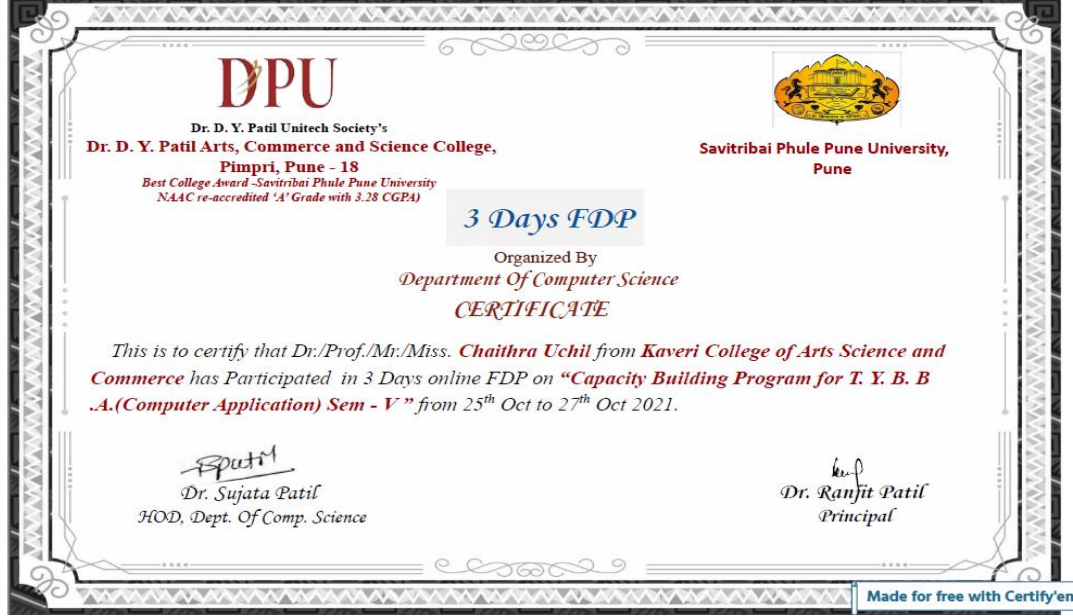 DPU
Dr. D. Y. Patil Unitech Society's
Dr. D. Y. Patil Arts, Commerce and Science College,
Pimpri, Pune - 18
Best College Award -Savitribai Phule Pune University
NAAC re-accredited ‘A’ Grade with 3.28 CGPA)
Savitribai Phule Pune University,
Pune
3 Days FDP
Organized By
Department Of Computer Science
CERTIFICATE
This is to certify that Dr./Prof./Mr./Miss. Chaithra Uchil from Kaveri College of Arts Science and
Commerce has Participated in 3 Days online FDP on “Capacity Building Program for T. Y. B. B
.A.(Computer Application) Sem - V ” from 25th Oct to 27th Oct 2021.
Dr. Sujata Patil
HOD, Dept. Of Comp. Science
Dr. Ranjit Patil
Principal
Made for free with Certify'em